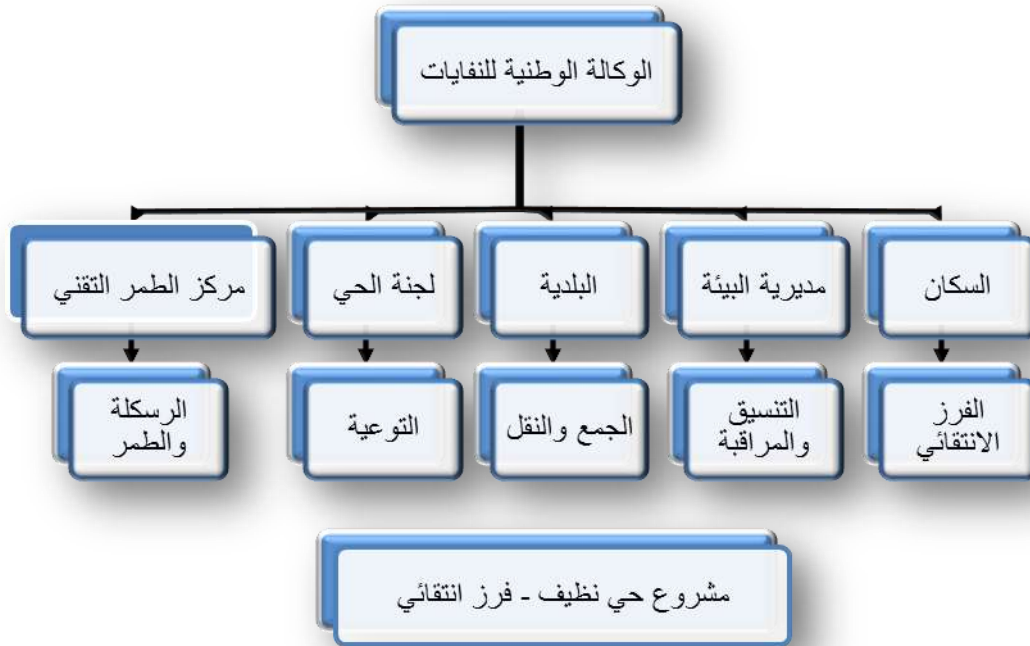 الوكالة الوطنية للنفايات
السكان
مديرية البيئة
البلدية
لجنة الحي
مركز الطمر التقني
الفرز
الانتقائي
التنسيق
والمراقبة
الجمع والنقل
التوعية
الرسكلة
والطمر
مشروع حي نظيف - فرز انتقائي